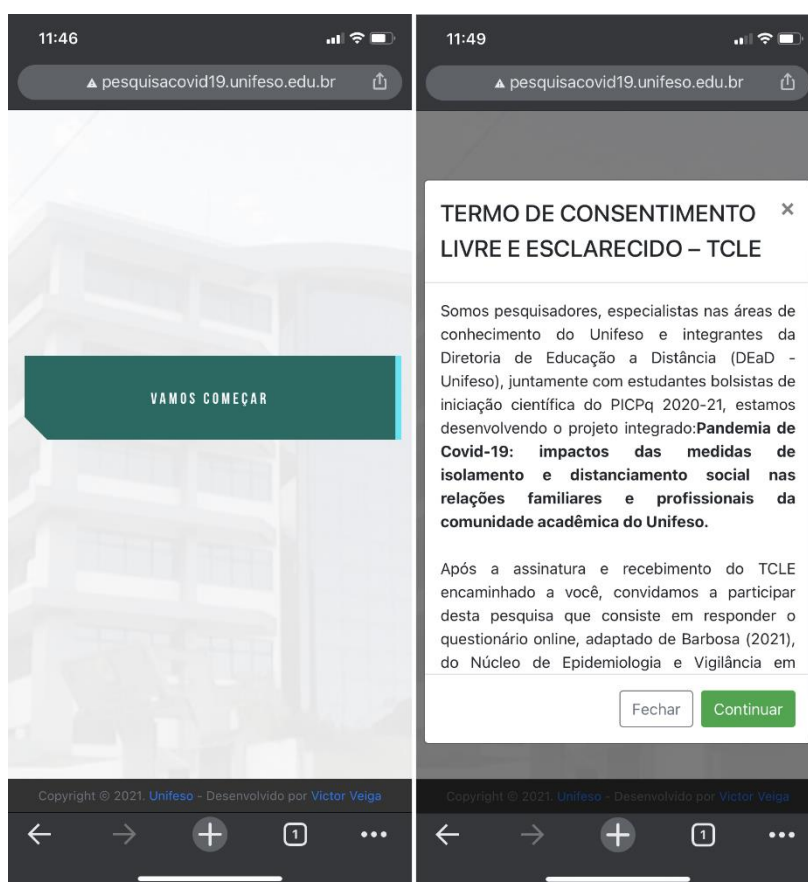 11:46
pesquisacovid19.unifeso.edu.br
VAMOS COMEÇAR
Copyright © 2021. Unifeso - Desenvolvido por Victor Veiga
1
11:49
pesquisacovid19.unifeso.edu.br
TERMO DE CONSENTIMENTO ×
LIVRE E ESCLARECIDO – TCLE
Somos pesquisadores, especialistas nas áreas de
conhecimento do Unifeso e integrantes da
Diretoria de Educação a Distância (DEaD -
Unifeso), juntamente com estudantes bolsistas de
iniciação científica do PICPq 2020-21, estamos
desenvolvendo o projeto integrado:Pandemia de
Covid-19: impactos das medidas de
isolamento e distanciamento social nas
relações familiares e profissionais da
comunidade acadêmica do Unifeso.
Após a assinatura e recebimento do TCLE
encaminhado a você, convidamos a participar
desta pesquisa que consiste em responder o
questionário online, adaptado de Barbosa (2021),
do Núcleo de Epidemiologia e Vigilância em
Fechar Continuar
Copyright © 2021. Unifeso - Desenvolvido por Victor Veiga
1